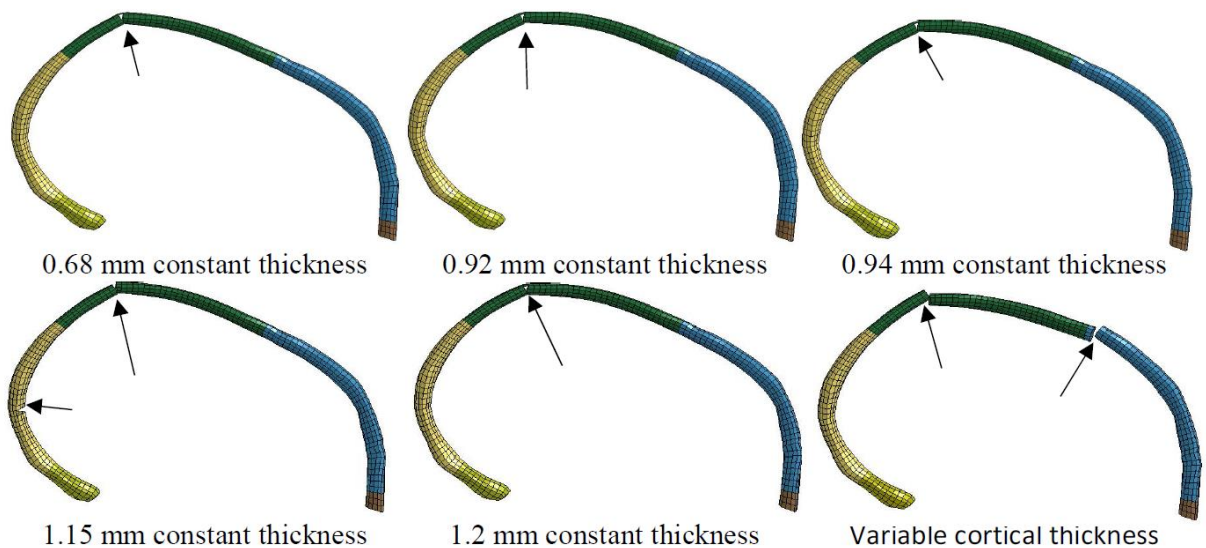 0.68 mm constant thickness
0.92 mm constant thickness
0.94 mm constant thickness
1.15 mm constant thickness
1.2 mm constant thickness
Variable cortical thickness